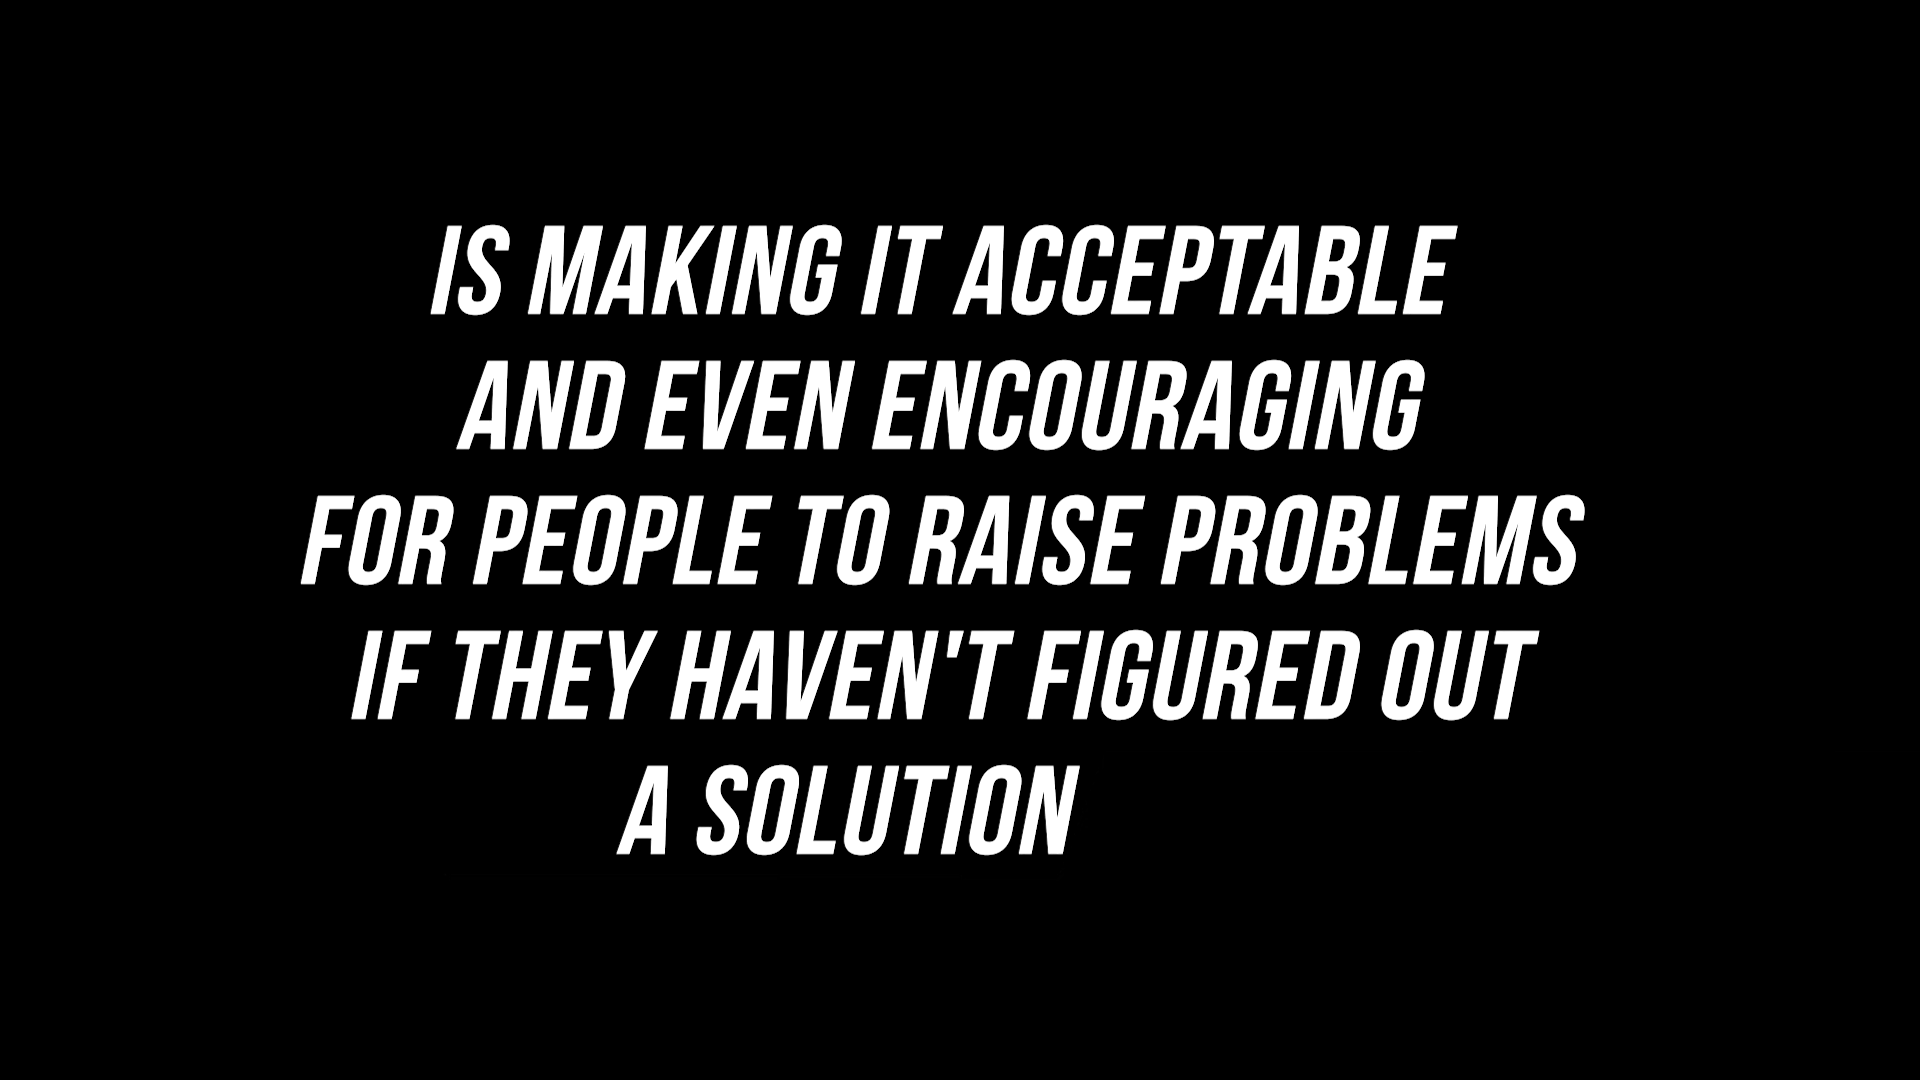 IS MAKING IT ACCEPTABLE
AND EVEN ENCOURAGING
FOR PEOPLE TO RAISE PROBLEMS
IF THEY HAVEN'T FIGURED OUT
A SOLUTION